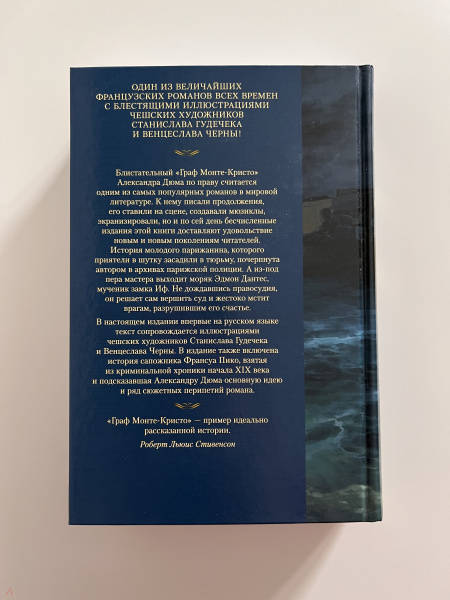 ОДИН ИЗ ВЕЛИЧАЙШИХ
ФРАНЦУЗСКИХ РОМАНОВ ВСЕХ ВРЕМЕН
С БЛЕСТЯЩИМИ ИЛЛЮСТРАЦИЯМИ
ЧЕШСКИХ ХУДОЖНИКОВ
СТАНИСЛАВА ГУДЕЧЕКА
И ВЕНЦЕСЛАВА ЧЕРНЫ!
Блистательный «Граф Монте-Кристо»
Александра Дюма по праву считается
одним из самых популярных романов в мировой
литературе. К нему писали продолжения,
его ставили на сцене, создавали мюзиклы,
экранизировали, но и по сей день бесчисленные
издания этой книги доставляют удовольствие
новым и новым поколениям читателей.
История молодого парижанина, которого
приятели в шутку засадили в тюрьму, почерпнута
автором в архивах парижской полиции. А из-под
пера мастера выходит моряк Эдмон Дантес,
мученик замка Иф. Не дождавшись правосудия,
он решает сам вершить суд и жестоко мстит
врагам, разрушившим его счастье.
В настоящем издании впервые на русском языке
текст сопровождается иллюстрациями
чешских художников Станислава Гудечека
и Венцеслава Черны. В издание также включена
история сапожника Франсуа Пико, взятая
из криминальной хроники начала XIX века
и подсказавшая Александру Дюма основную идею
и ряд сюжетных перипетий романа.
«Граф Монте-Кристо» — пример идеально
рассказанной истории.
Роберт Льюис Стивенсон